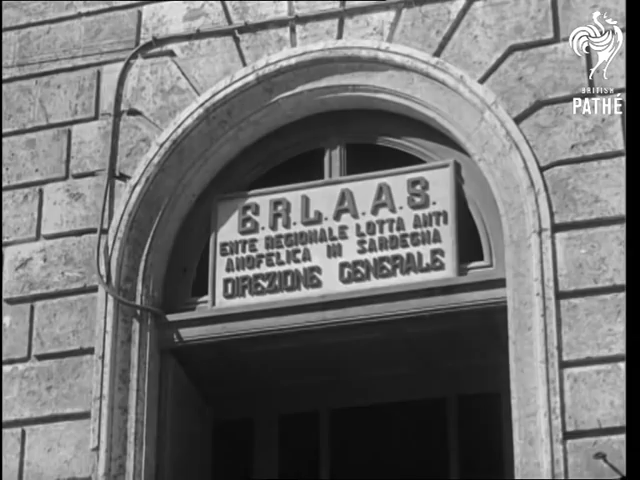 BRITISH
PATHÉ
E.R.L.A.A.S.
ENTE REGIONALE LOTTA ANTI
ANOFELICA IN SARDEGNA
DIREZIONE GENERALE